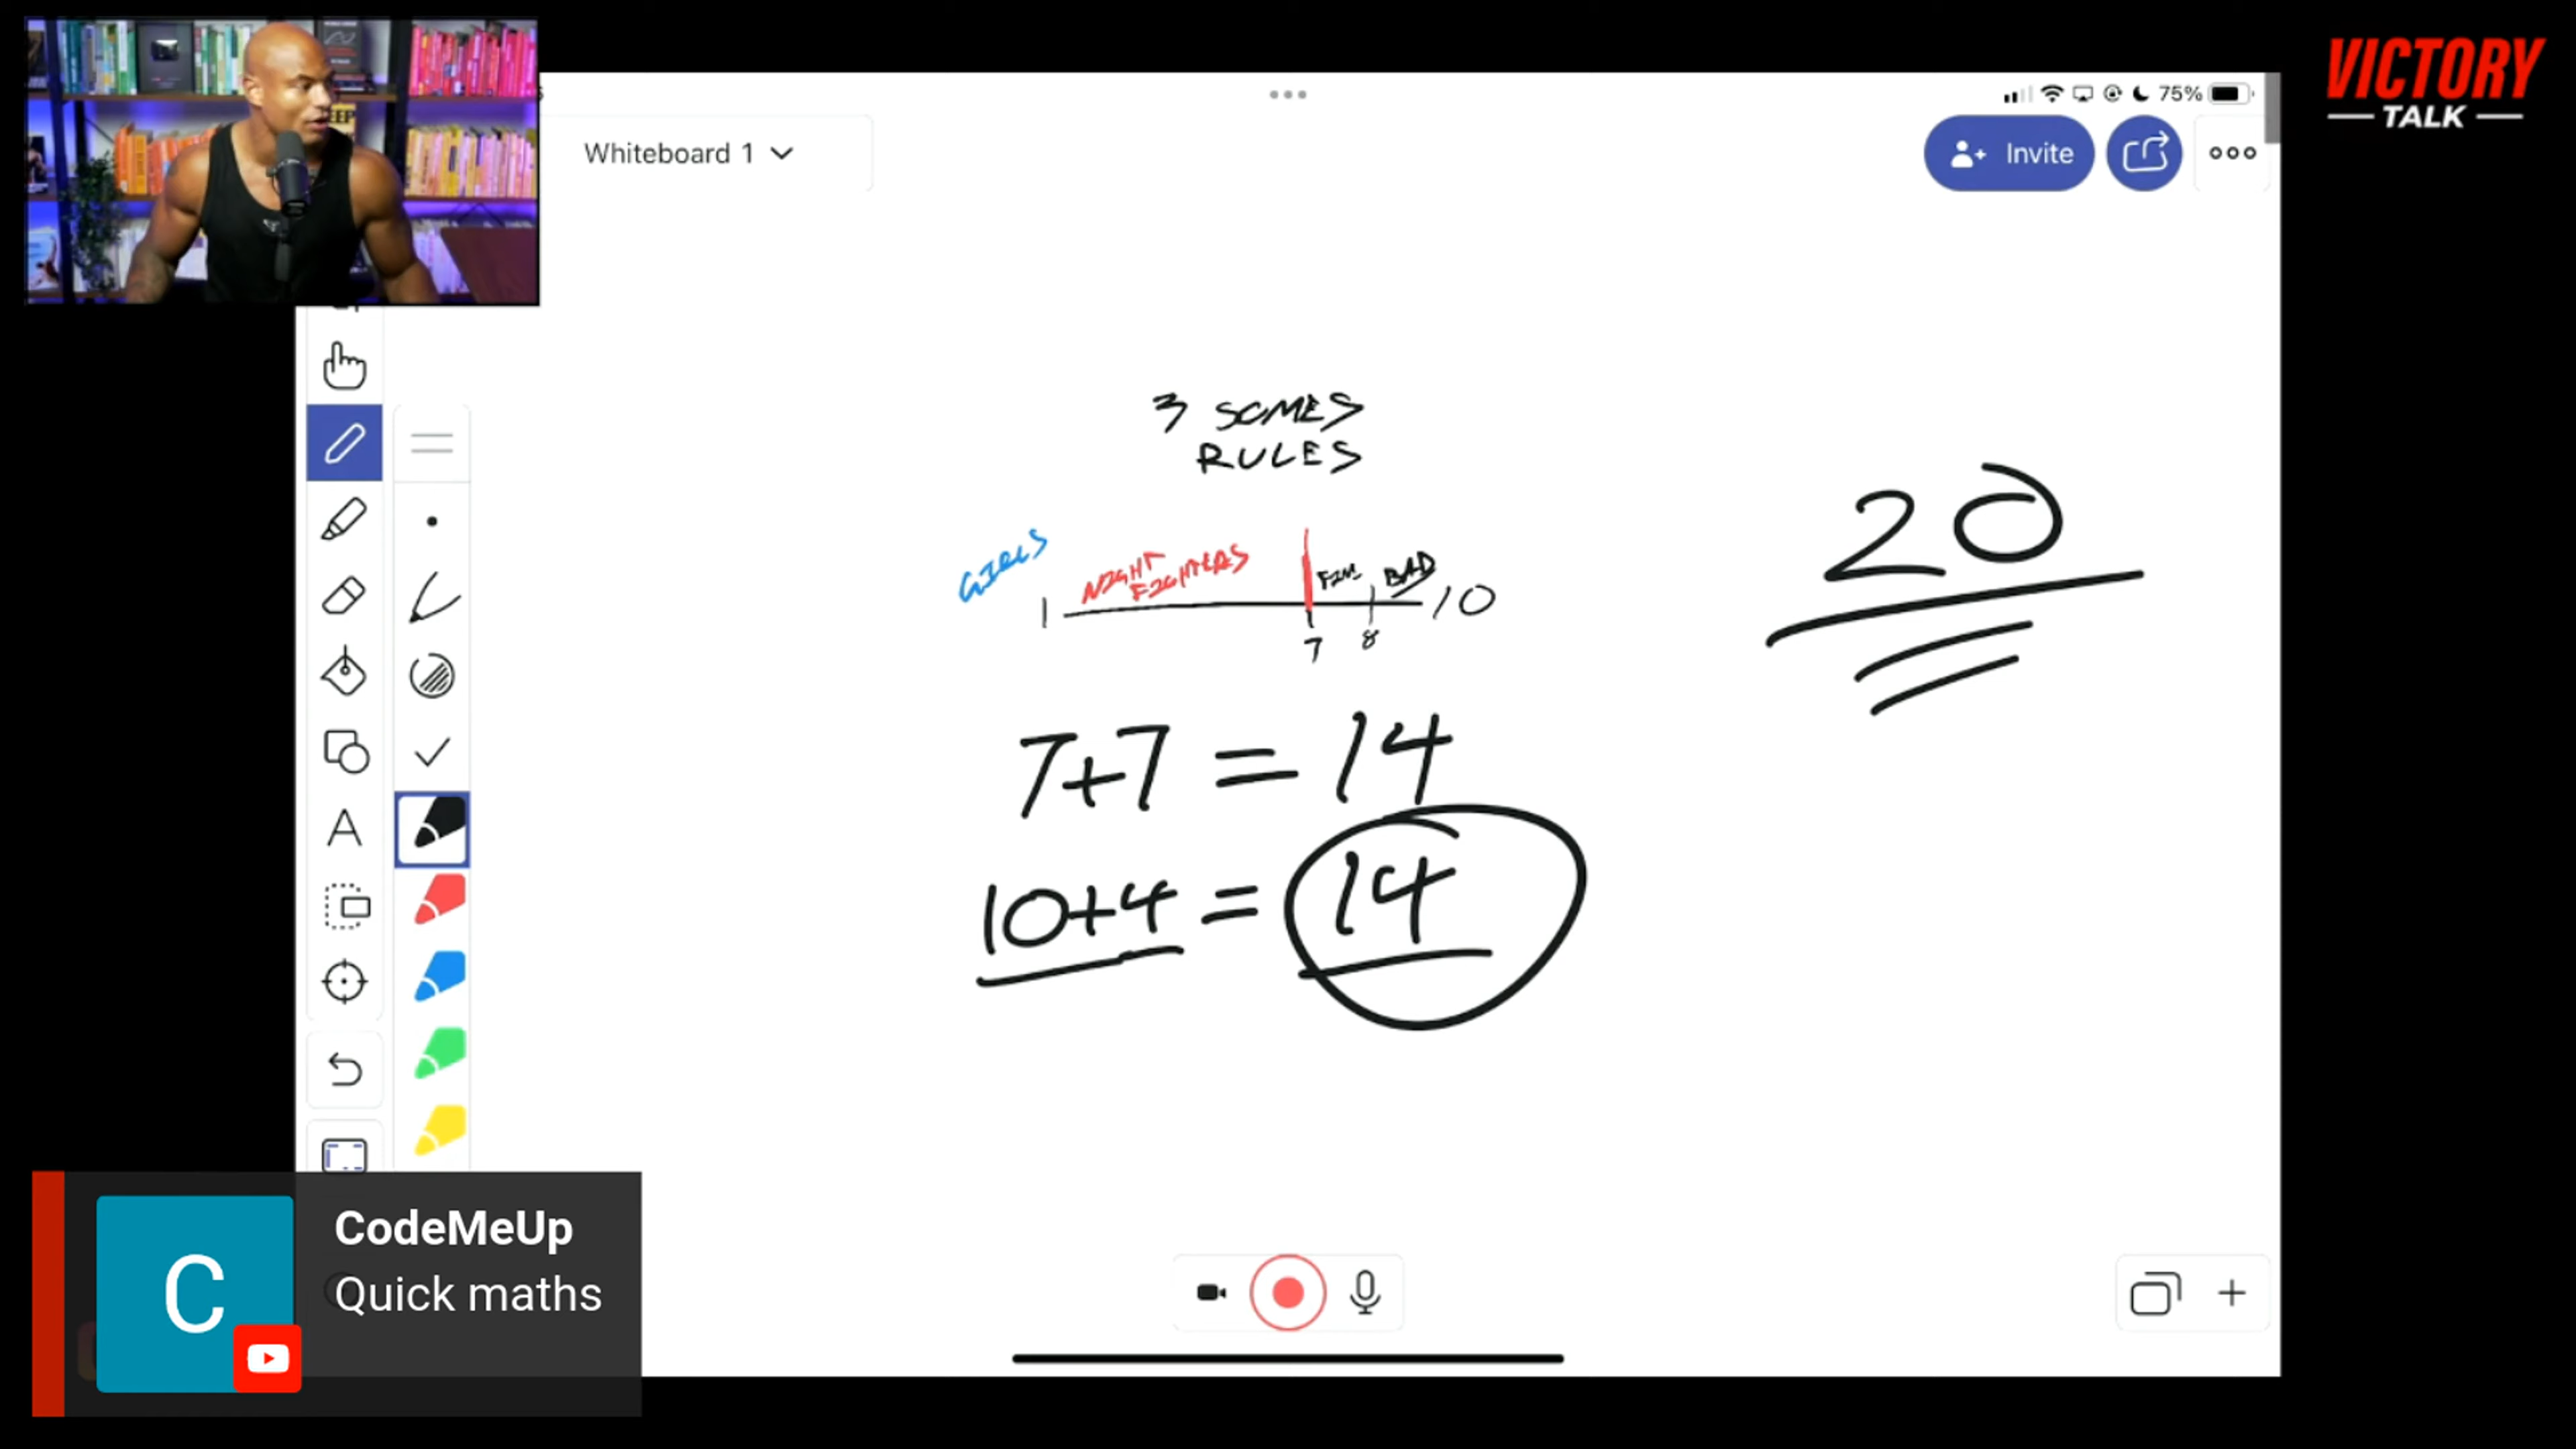 VICTORY
TALK
75%
Whiteboard 1
Invite
3 SOMES
RULES
GIRLS
NIGHT
FIGHTERS
BAD
1
10
7
8
20
7+7 = 14
10+4 = 14
A
CodeMeUp
C
Quick maths